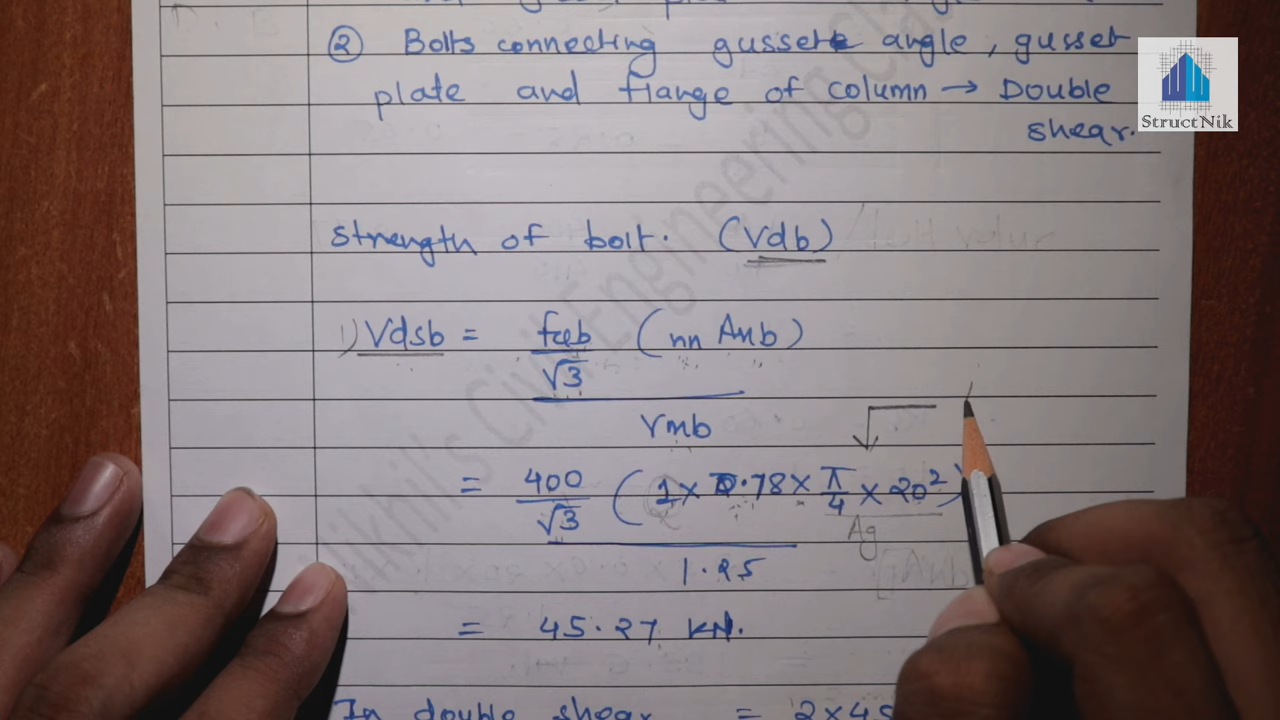 ② Bolts connecting gusset angle, gusset
plate and flange of column → Double
shear.
StructNik
strength of bolt. (Vdb)
1) Vdsb = fub/√3 (nn Anb)
γmb
= 400/√3 (1 × 0.78 × π/4 × 20²)
Ag
1.25
= 45.27 KN.
In double shear = 2×45